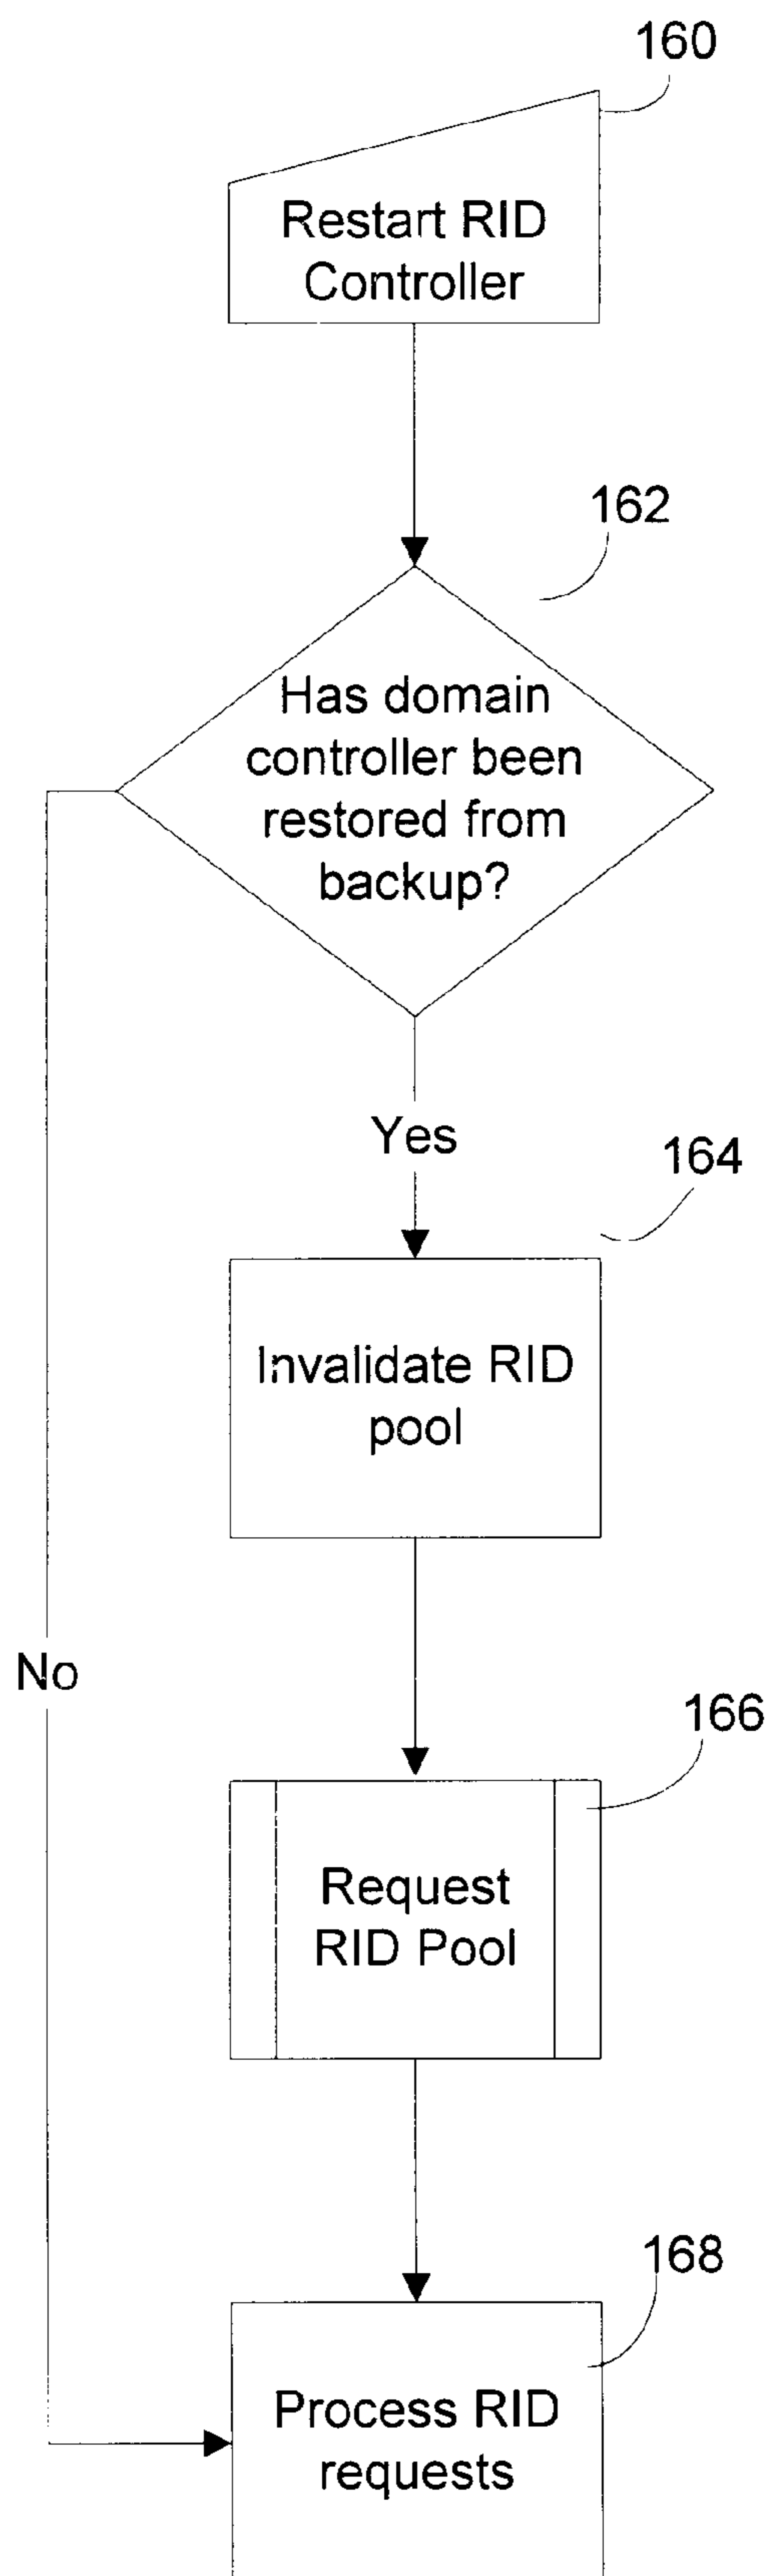 160
Restart RID
Controller
162
Has domain
controller been
restored from
backup?
Yes
164
Invalidate RID
pool
No
166
Request
RID Pool
168
Process RID
requests